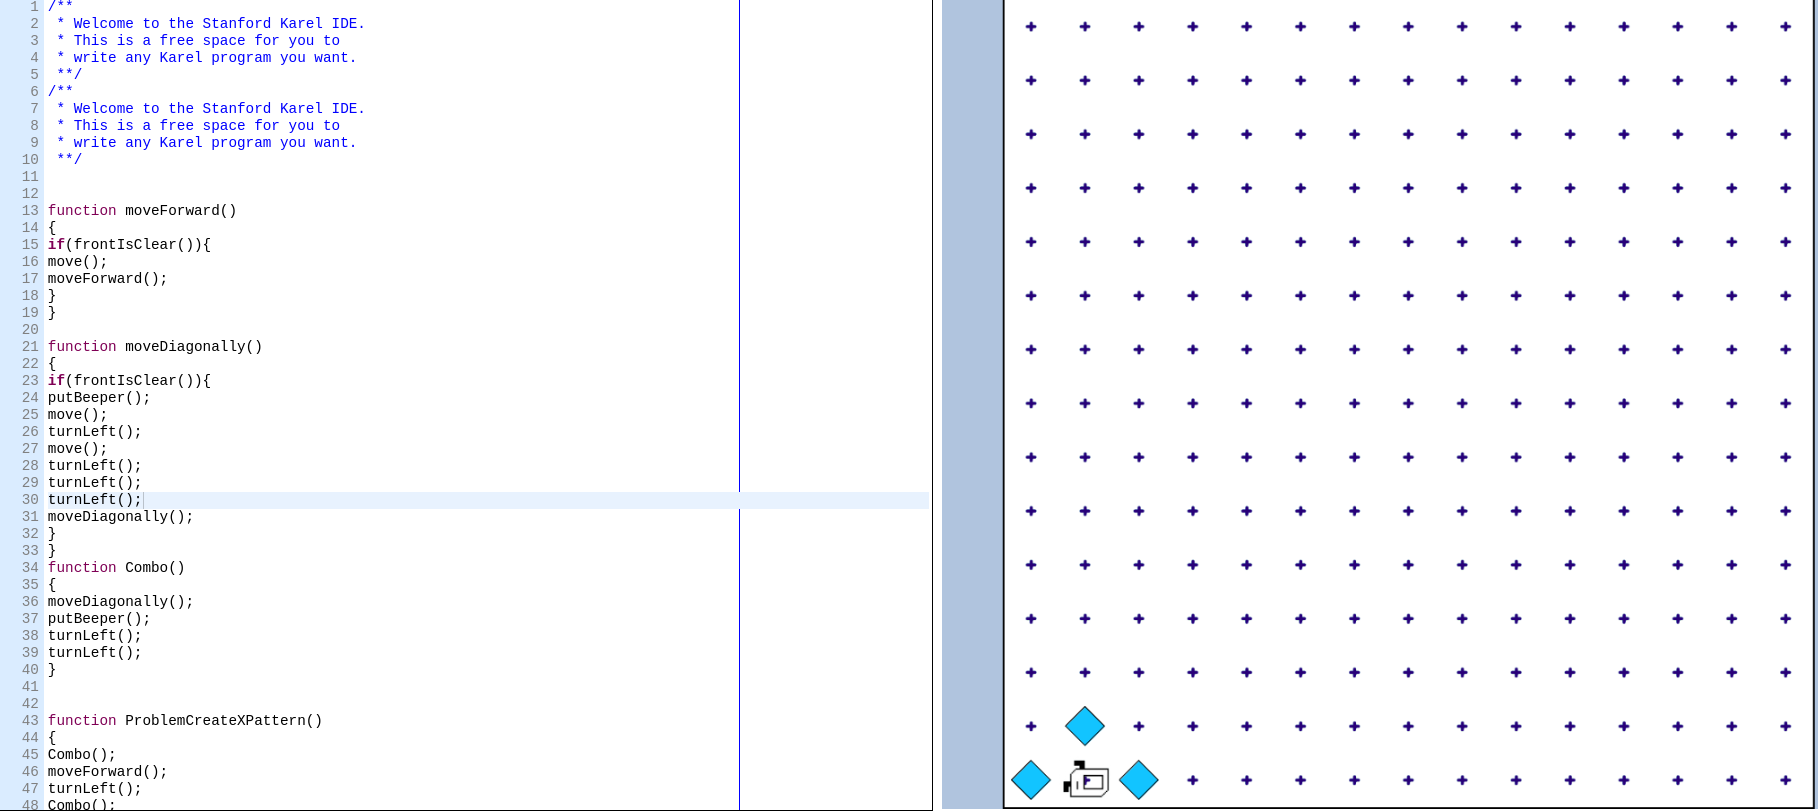 1 /**
2  * Welcome to the Stanford Karel IDE.
3  * This is a free space for you to
4  * write any Karel program you want.
5  **/
6 /**
7  * Welcome to the Stanford Karel IDE.
8  * This is a free space for you to
9  * write any Karel program you want.
10  **/
11
12
13 function moveForward()
14 {
15 if(frontIsClear()){
16 move();
17 moveForward();
18 }
19 }
20
21 function moveDiagonally()
22 {
23 if(frontIsClear()){
24 putBeeper();
25 move();
26 turnLeft();
27 move();
28 turnLeft();
29 turnLeft();
30 turnLeft();
31 moveDiagonally();
32 }
33 }
34 function Combo()
35 {
36 moveDiagonally();
37 putBeeper();
38 turnLeft();
39 turnLeft();
40 }
41
42
43 function ProblemCreateXPattern()
44 {
45 Combo();
46 moveForward();
47 turnLeft();
48 Combo();